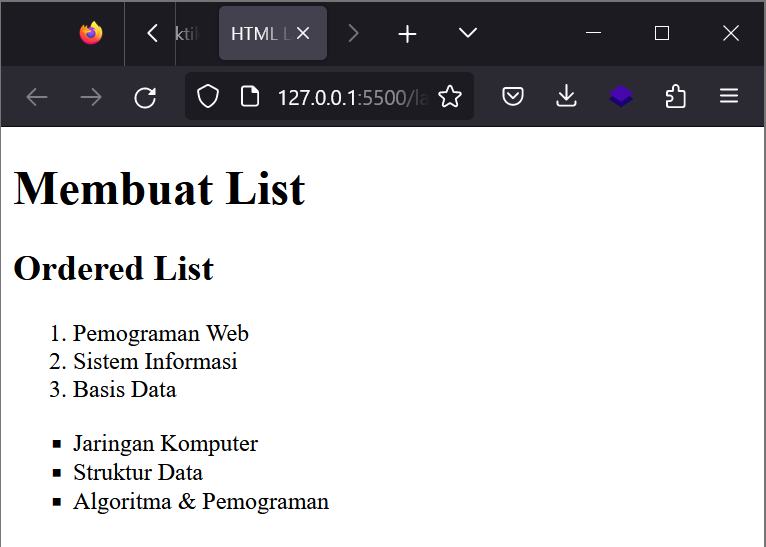 HTML L
127.0.0.1:5500/la
Membuat List
Ordered List
1. Pemograman Web
2. Sistem Informasi
3. Basis Data
▪ Jaringan Komputer
▪ Struktur Data
▪ Algoritma & Pemograman